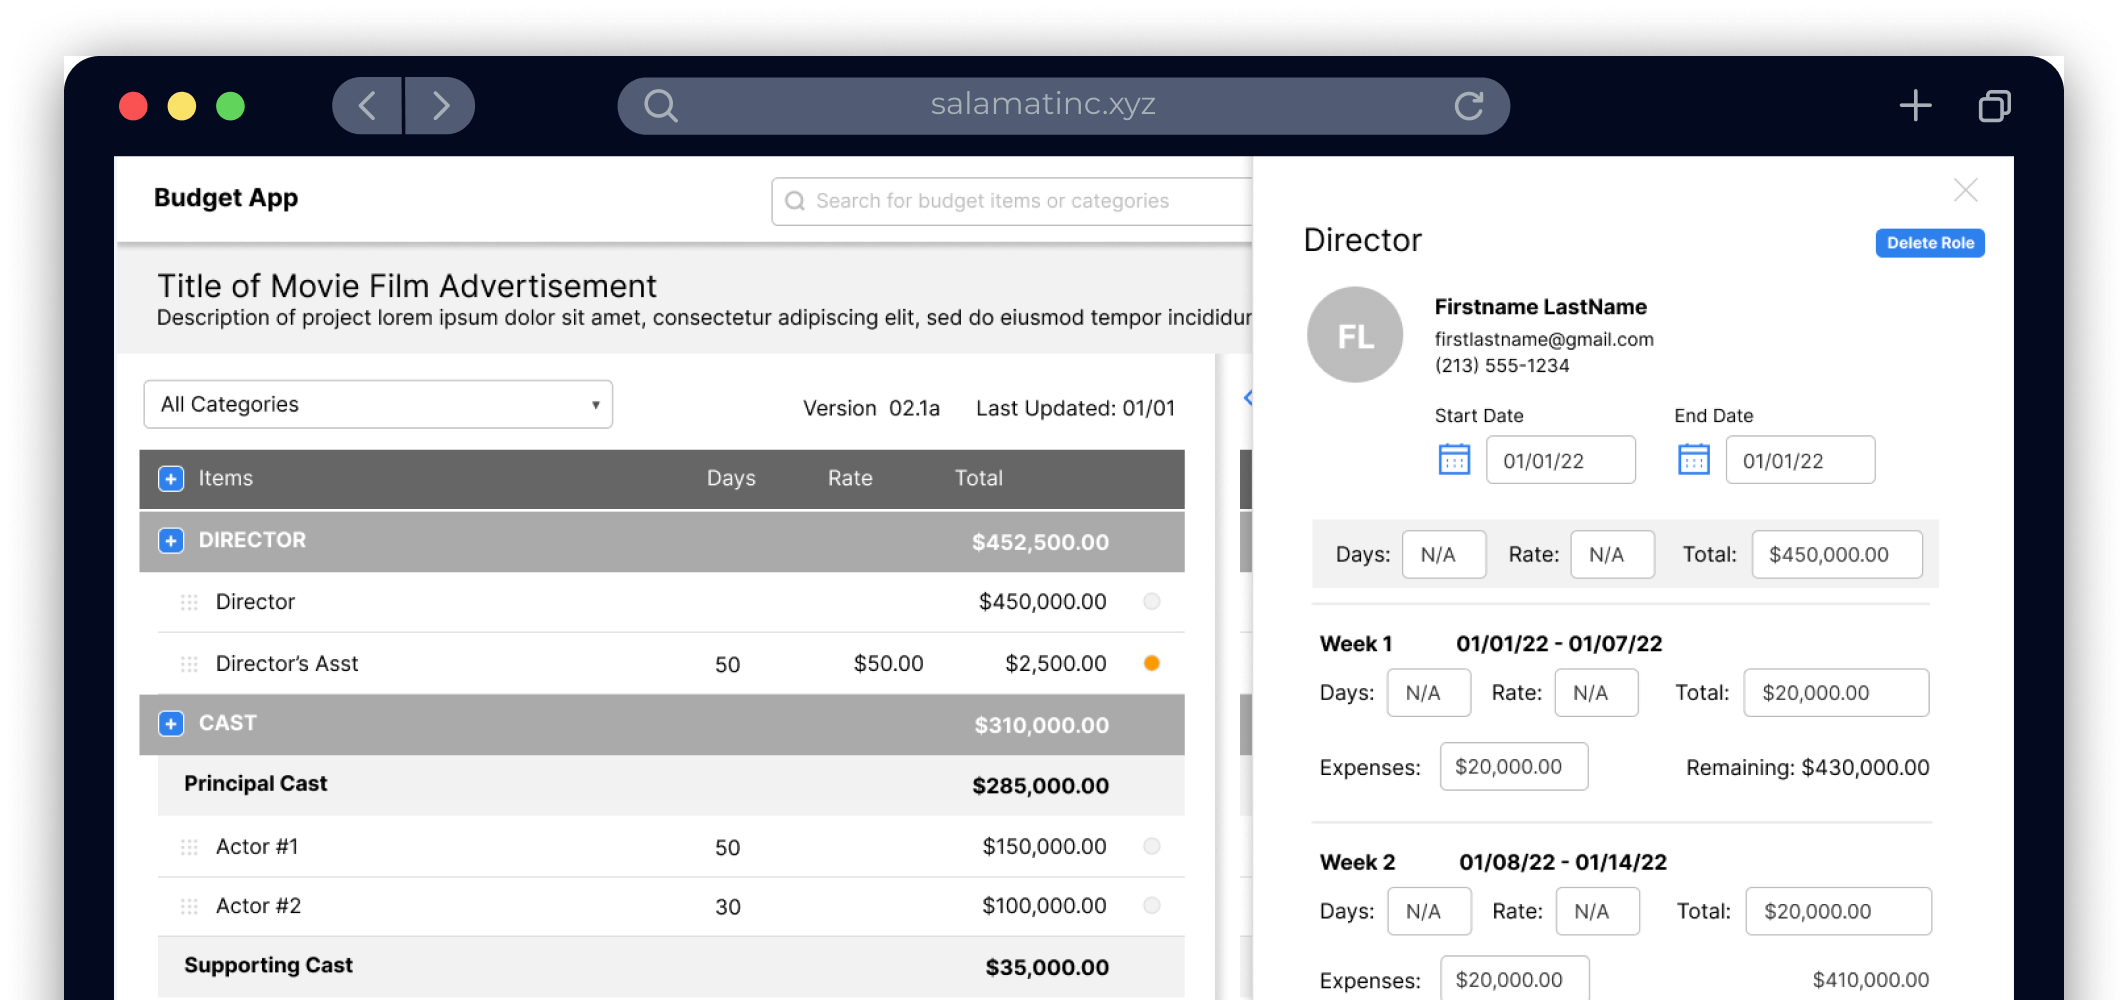 salamatinc.xyz
Budget App
Search for budget items or categories
Title of Movie Film Advertisement
Description of project lorem ipsum dolor sit amet, consectetur adipiscing elit, sed do eiusmod tempor
All Categories
Version 02.1a Last Updated: 01/01
Items Days Rate Total
DIRECTOR $452,500.00
Director $450,000.00
Director's Asst 50 $50.00 $2,500.00
CAST $310,000.00
Principal Cast $285,000.00
Actor #1 50 $150,000.00
Actor #2 30 $100,000.00
Supporting Cast $35,000.00
Director
Delete Role
FL
Firstname LastName
firstlastname@gmail.com
(213) 555-1234
Start Date End Date
01/01/22 01/01/22
Days: N/A Rate: N/A Total: $450,000.00
Week 1 01/01/22 - 01/07/22
Days: N/A Rate: N/A Total: $20,000.00
Expenses: $20,000.00 Remaining: $430,000.00
Week 2 01/08/22 - 01/14/22
Days: N/A Rate: N/A Total: $20,000.00
Expenses: $20,000.00 $410,000.00